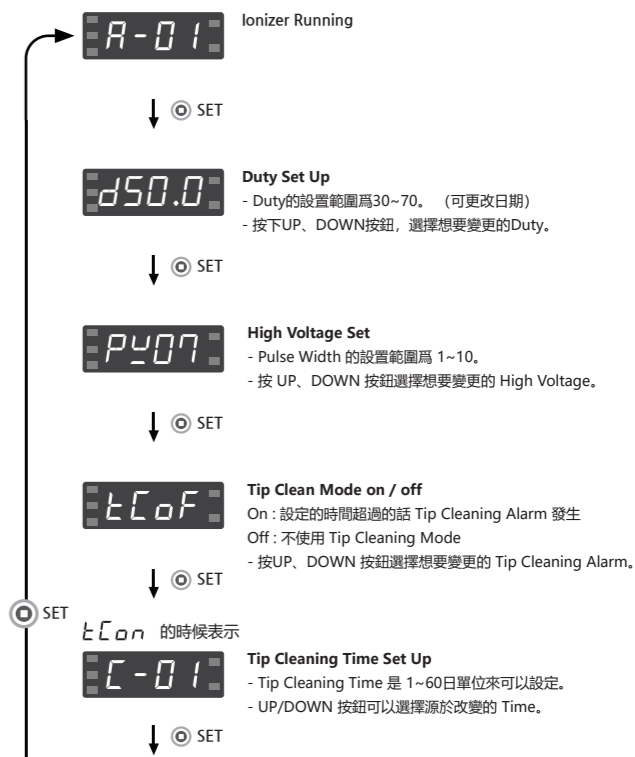 A-01
Ionizer Running
SET
d50.0
Duty Set Up
- Duty的設置範圍爲30~70。 （可更改日期）
- 按下UP、DOWN按鈕，選擇想要變更的Duty。
SET
PW07
High Voltage Set
- Pulse Width 的設置範圍爲 1~10。
- 按 UP、DOWN 按鈕選擇想要變更的 High Voltage。
SET
tCoF
Tip Clean Mode on / off
On : 設定的時間超過的話 Tip Cleaning Alarm 發生
Off : 不使用 Tip Cleaning Mode
- 按UP、DOWN 按鈕選擇想要變更的 Tip Cleaning Alarm。
SET
SET
tCon 的時候表示
C-01
Tip Cleaning Time Set Up
- Tip Cleaning Time 是 1~60日單位來可以設定。
- UP/DOWN 按鈕可以選擇源於改變的 Time。
SET